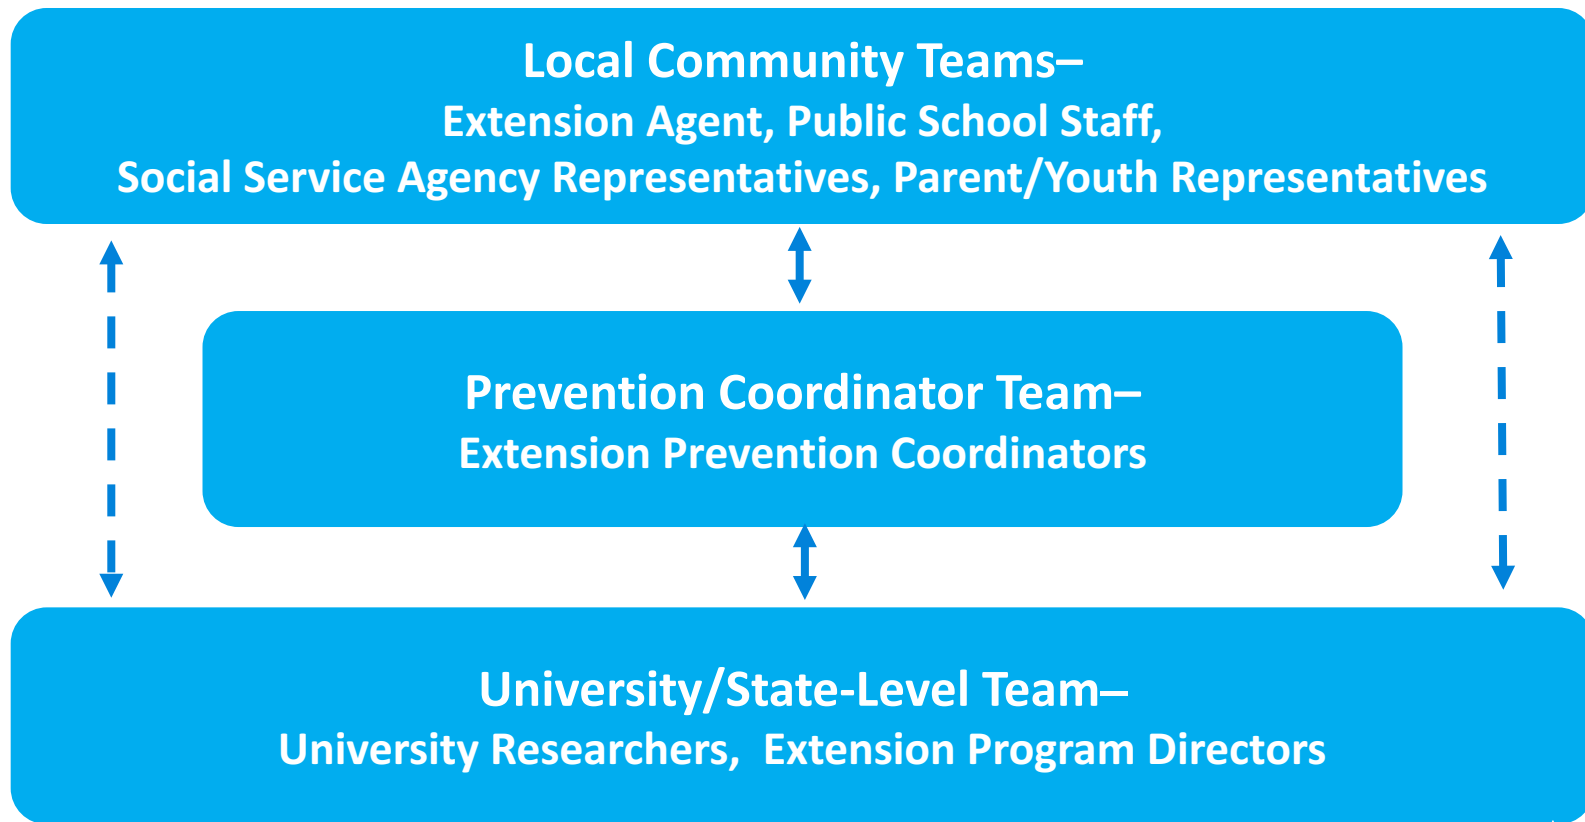 Local Community Teams–
Extension Agent, Public School Staff,
Social Service Agency Representatives, Parent/Youth Representatives
Prevention Coordinator Team–
Extension Prevention Coordinators
University/State-Level Team–
University Researchers,  Extension Program Directors